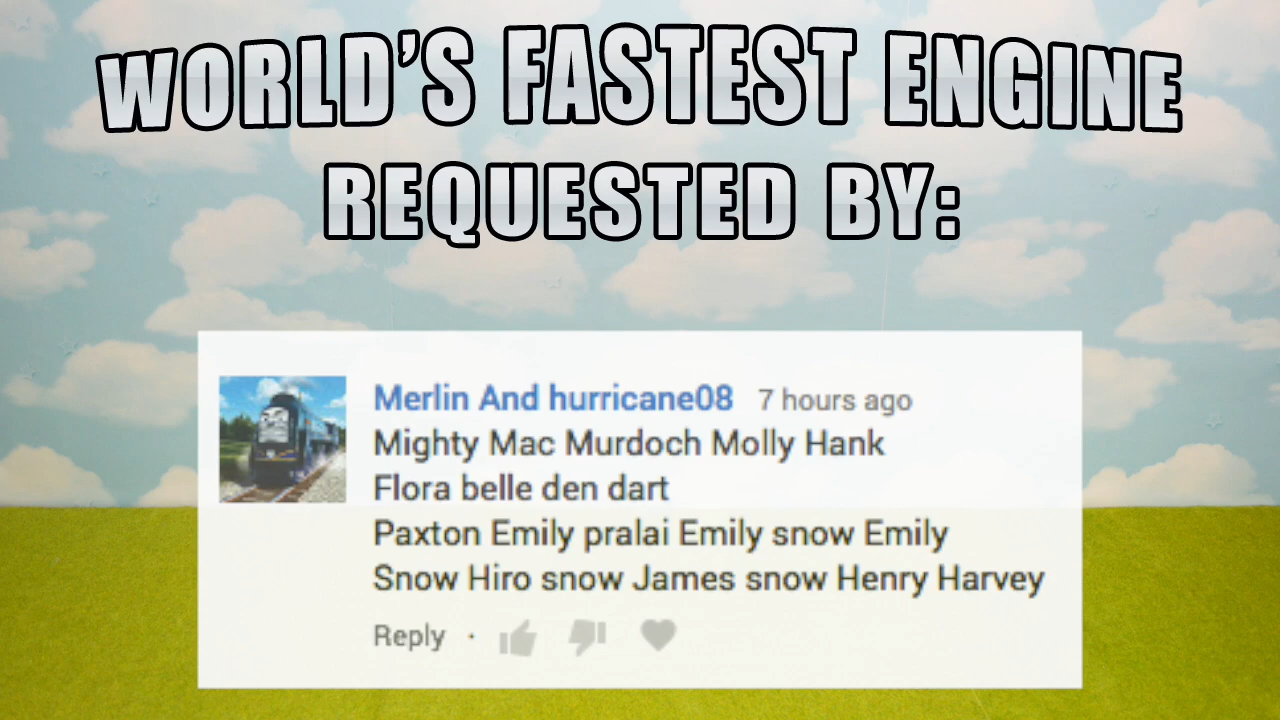 WORLD'S FASTEST ENGINE
REQUESTED BY:
Merlin And hurricane08 7 hours ago
Mighty Mac Murdoch Molly Hank
Flora belle den dart
Paxton Emily pralai Emily snow Emily
Snow Hiro snow James snow Henry Harvey
Reply ·